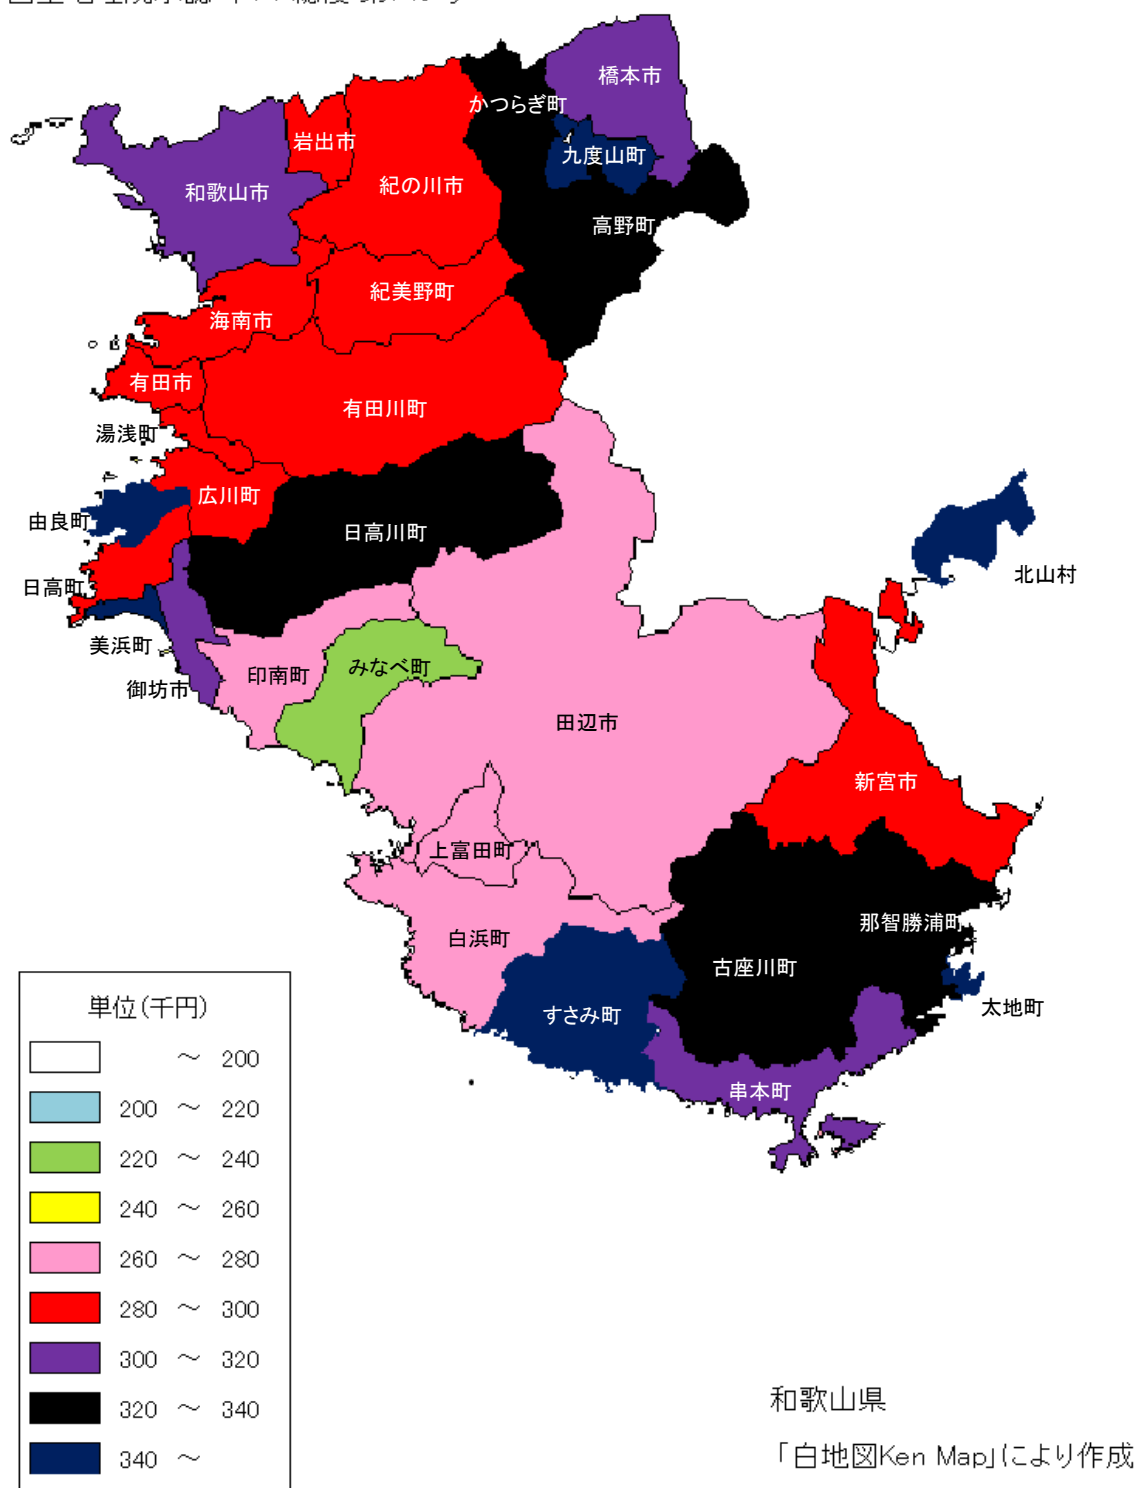 橋本市
かつらぎ町
岩出市
九度山町
紀の川市
和歌山市
高野町
紀美野町
海南市
有田市
有田川町
湯浅町
広川町
由良町
日高川町
北山村
日高町
美浜町
印南町
みなべ町
御坊市
田辺市
新宮市
上富田町
那智勝浦町
白浜町
古座川町
太地町
すさみ町
串本町
単位(千円)
～ 200
200 ～ 220
220 ～ 240
240 ～ 260
260 ～ 280
280 ～ 300
300 ～ 320
320 ～ 340
340 ～
和歌山県
「白地図Ken Map」により作成